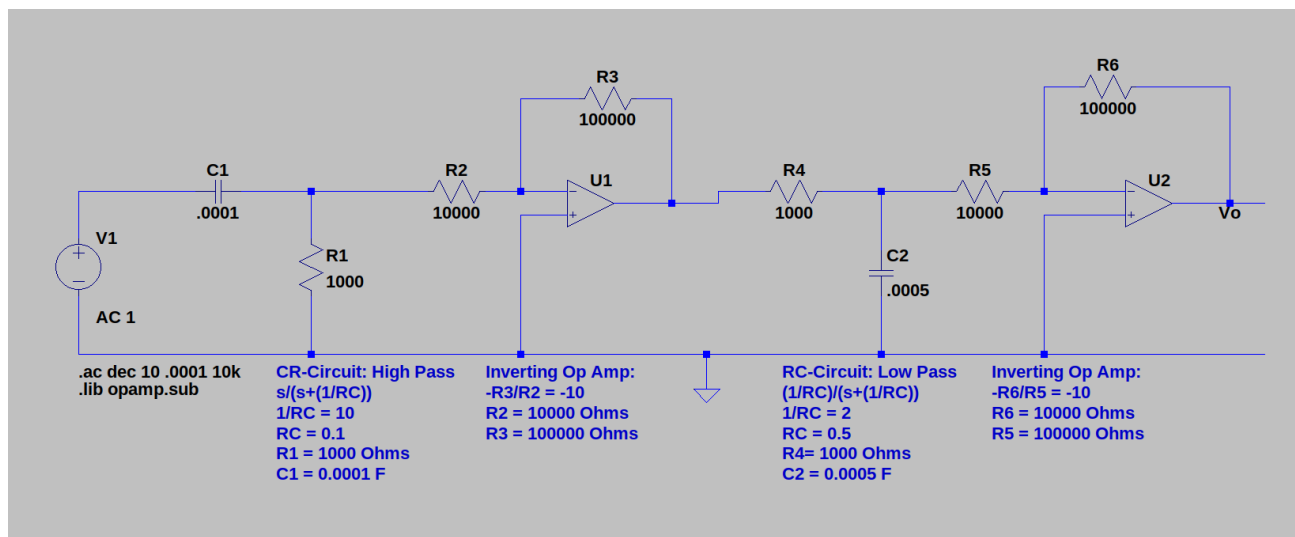 R6
100000
R3
100000
C1
.0001
R2
10000
U1
R4
1000
R5
10000
U2
Vo
V1
R1
1000
C2
.0005
AC 1
.ac dec 10 .0001 10k
.lib opamp.sub
CR-Circuit: High Pass
s/(s+(1/RC))
1/RC = 10
RC = 0.1
R1 = 1000 Ohms
C1 = 0.0001 F
Inverting Op Amp:
-R3/R2 = -10
R2 = 10000 Ohms
R3 = 100000 Ohms
RC-Circuit: Low Pass
(1/RC)/(s+(1/RC))
1/RC = 2
RC = 0.5
R4= 1000 Ohms
C2 = 0.0005 F
Inverting Op Amp:
-R6/R5 = -10
R6 = 10000 Ohms
R5 = 100000 Ohms